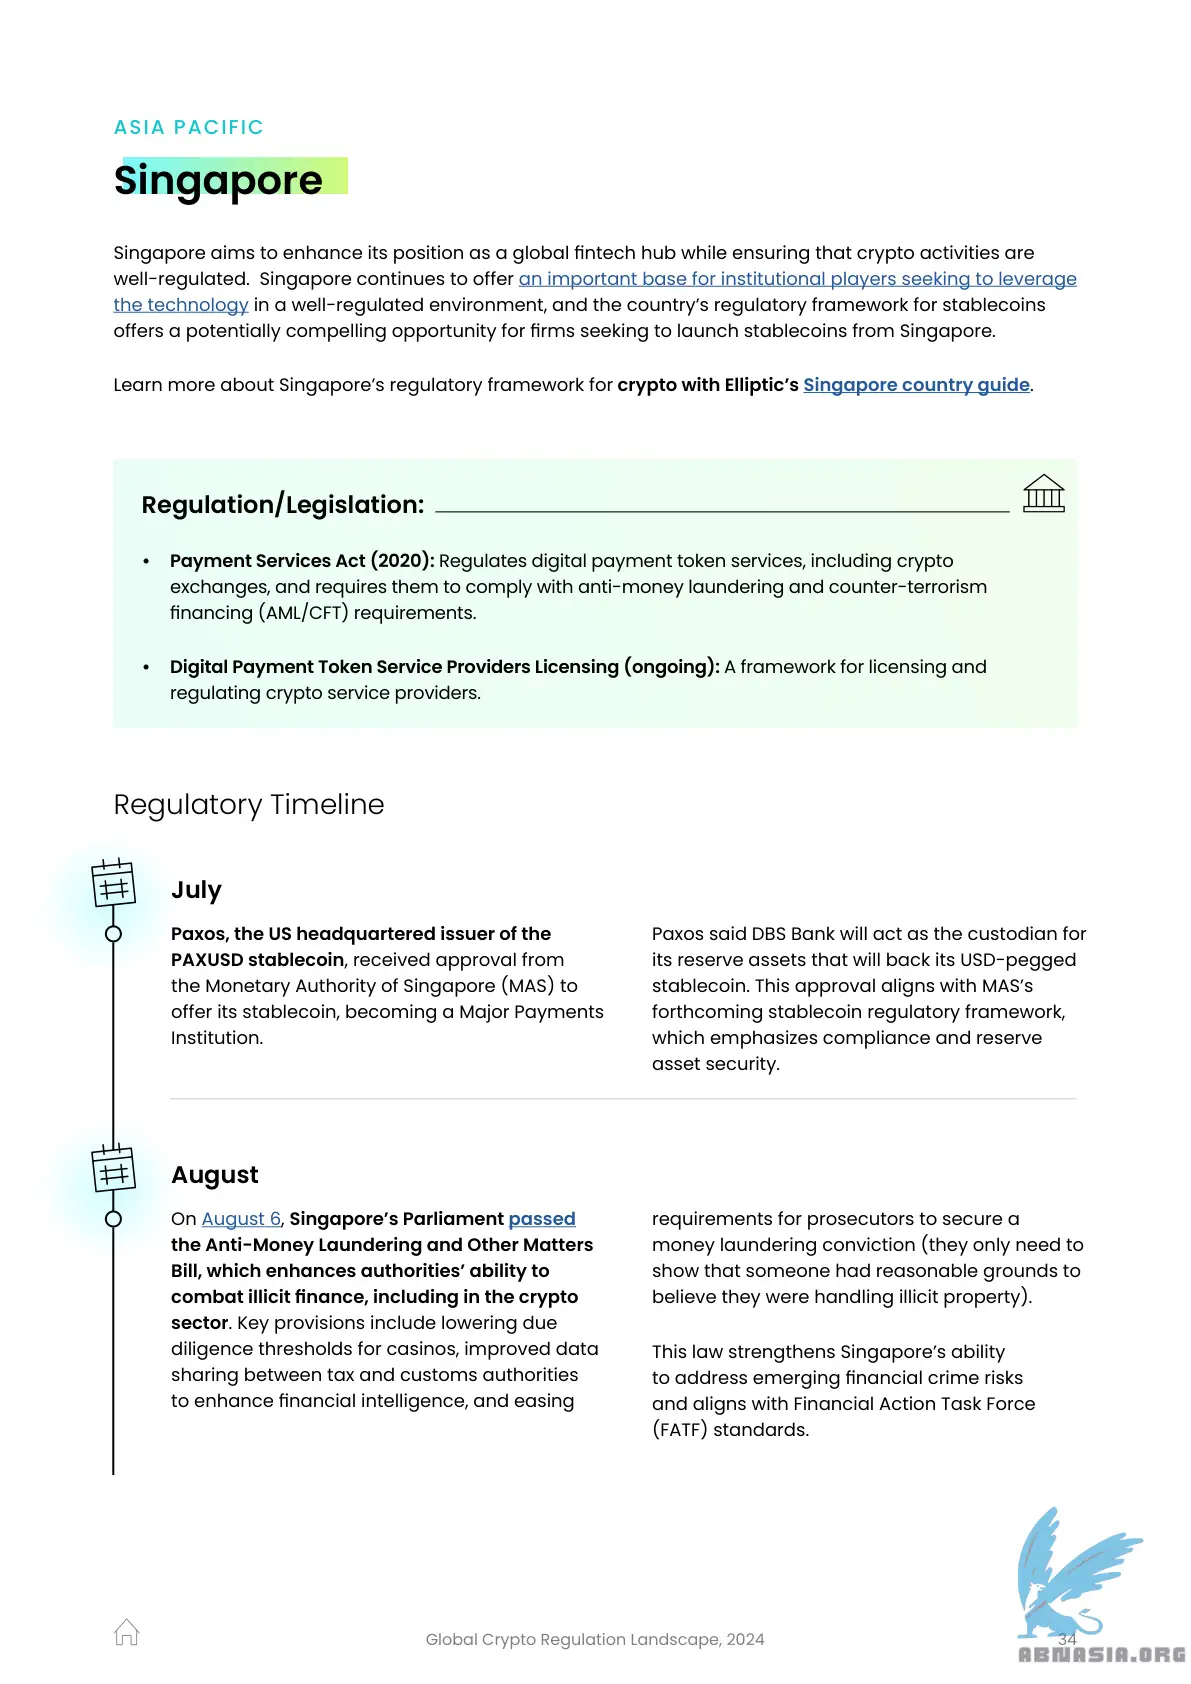 ASIA PACIFIC
Singapore
Singapore aims to enhance its position as a global fintech hub while ensuring that crypto activities are
well-regulated.  Singapore continues to offer an important base for institutional players seeking to leverage
the technology in a well-regulated environment, and the country’s regulatory framework for stablecoins
offers a potentially compelling opportunity for firms seeking to launch stablecoins from Singapore.
Learn more about Singapore’s regulatory framework for crypto with Elliptic’s Singapore country guide.
Regulation/Legislation:
• Payment Services Act (2020): Regulates digital payment token services, including crypto
exchanges, and requires them to comply with anti-money laundering and counter-terrorism
financing (AML/CFT) requirements.
• Digital Payment Token Service Providers Licensing (ongoing): A framework for licensing and
regulating crypto service providers.
Regulatory Timeline
July
Paxos, the US headquartered issuer of the
PAXUSD stablecoin, received approval from
the Monetary Authority of Singapore (MAS) to
offer its stablecoin, becoming a Major Payments
Institution.
Paxos said DBS Bank will act as the custodian for
its reserve assets that will back its USD-pegged
stablecoin. This approval aligns with MAS’s
forthcoming stablecoin regulatory framework,
which emphasizes compliance and reserve
asset security.
August
On August 6, Singapore’s Parliament passed
the Anti-Money Laundering and Other Matters
Bill, which enhances authorities’ ability to
combat illicit finance, including in the crypto
sector. Key provisions include lowering due
diligence thresholds for casinos, improved data
sharing between tax and customs authorities
to enhance financial intelligence, and easing
requirements for prosecutors to secure a
money laundering conviction (they only need to
show that someone had reasonable grounds to
believe they were handling illicit property).
This law strengthens Singapore’s ability
to address emerging financial crime risks
and aligns with Financial Action Task Force
(FATF) standards.
Global Crypto Regulation Landscape, 2024
34
ABNASIA.ORG